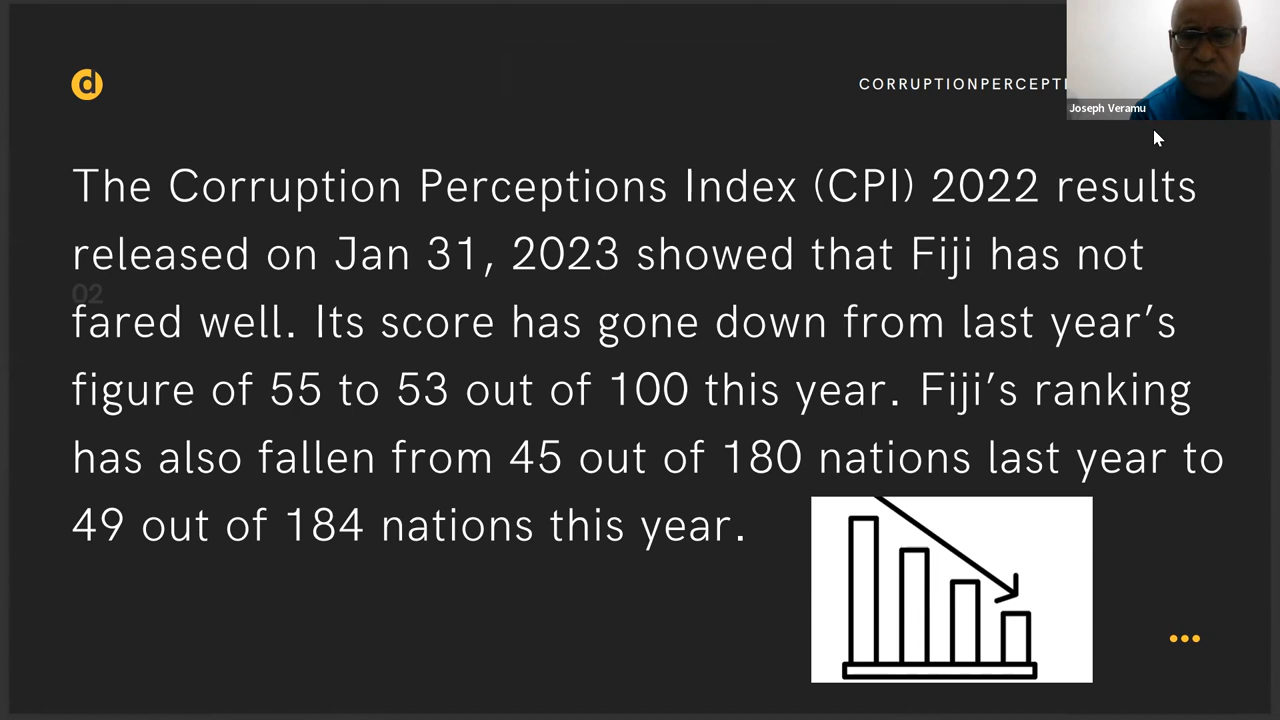 d
CORRUPTIONPERCEPTI
Joseph Veramu
The Corruption Perceptions Index (CPI) 2022 results
released on Jan 31, 2023 showed that Fiji has not
02
fared well. Its score has gone down from last year’s
figure of 55 to 53 out of 100 this year. Fiji’s ranking
has also fallen from 45 out of 180 nations last year to
49 out of 184 nations this year.